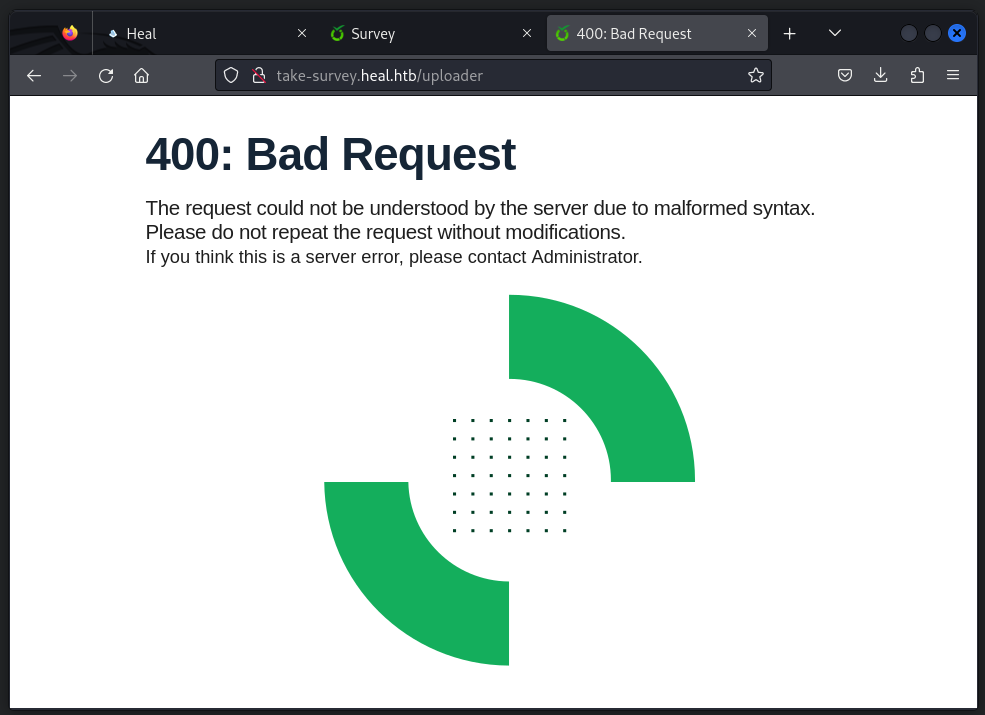 Heal
Survey
400: Bad Request
take-survey.heal.htb/uploader
400: Bad Request
The request could not be understood by the server due to malformed syntax.
Please do not repeat the request without modifications.
If you think this is a server error, please contact Administrator.